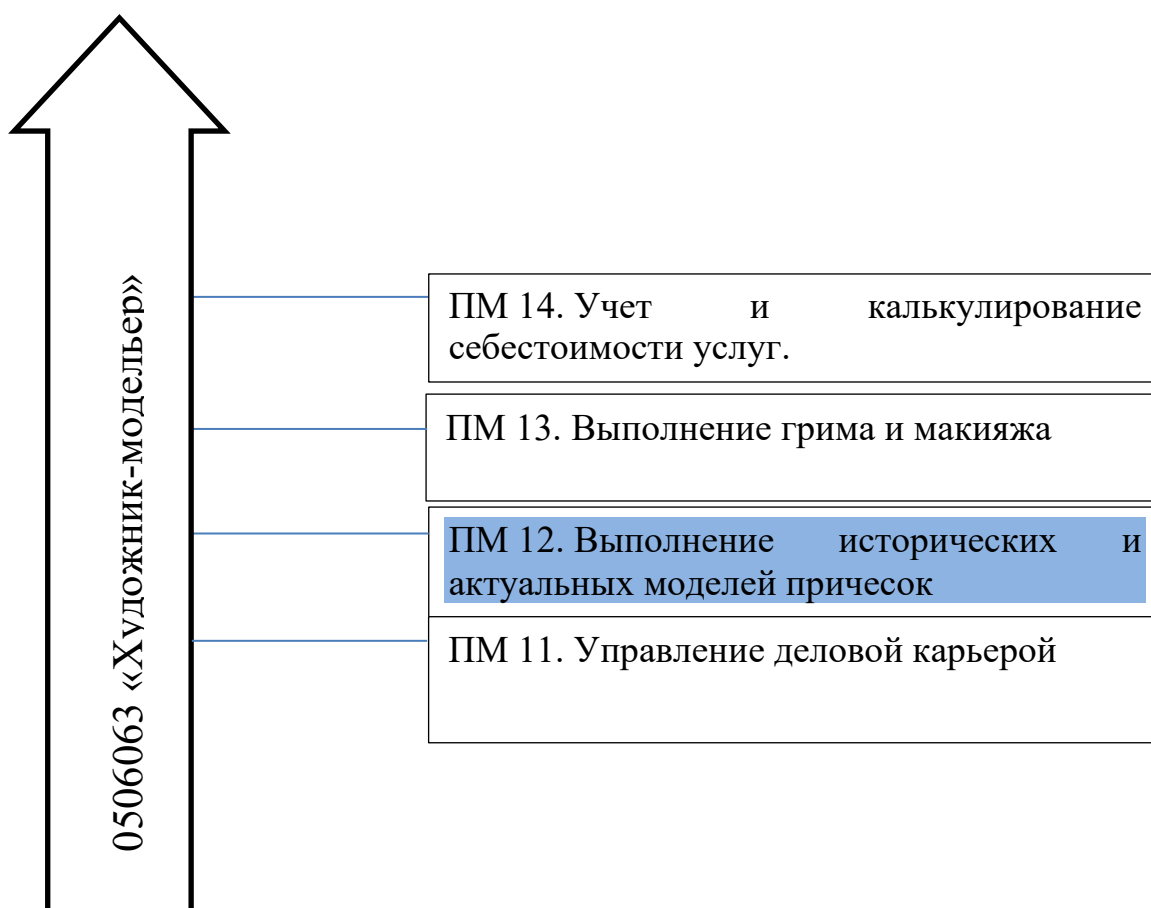 0506063 «Художник-модельер»
ПМ 14. Учет и калькулирование
себестоимости услуг.
ПМ 13. Выполнение грима и макияжа
ПМ 12. Выполнение исторических и
актуальных моделей причесок
ПМ 11. Управление деловой карьерой